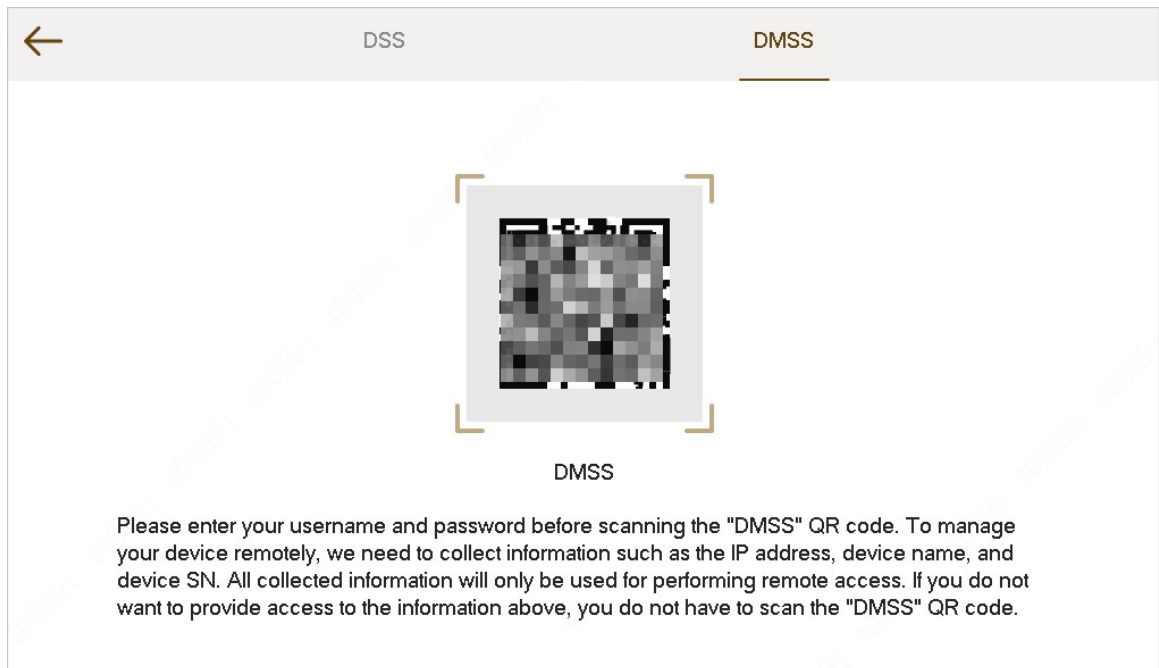 DSS
DMSS
DMSS
Please enter your username and password before scanning the "DMSS" QR code. To manage
your device remotely, we need to collect information such as the IP address, device name, and
device SN. All collected information will only be used for performing remote access. If you do not
want to provide access to the information above, you do not have to scan the "DMSS" QR code.